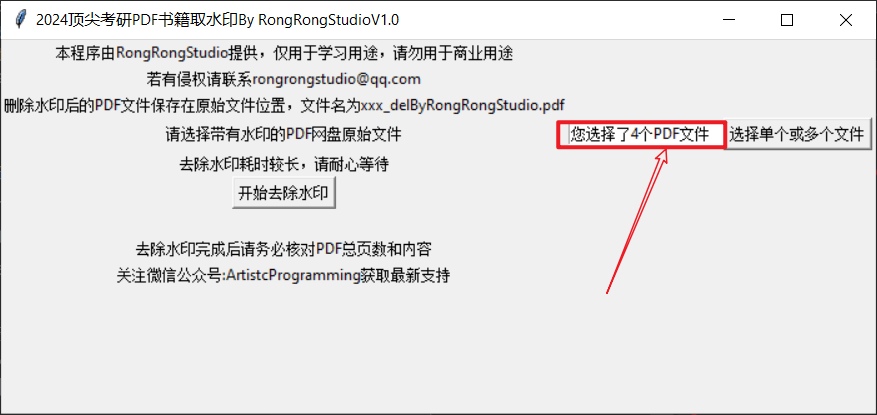 2024顶尖考研PDF书籍取水印By RongRongStudioV1.0
本程序由RongRongStudio提供，仅用于学习用途，请勿用于商业用途
若有侵权请联系rongrongstudio@qq.com
删除水印后的PDF文件保存在原始文件位置，文件名为xxx_delByRongRongStudio.pdf
请选择带有水印的PDF网盘原始文件 您选择了4个PDF文件 选择单个或多个文件
去除水印耗时较长，请耐心等待
开始去除水印
去除水印完成后请务必核对PDF总页数和内容
关注微信公众号:ArtistcProgramming获取最新支持